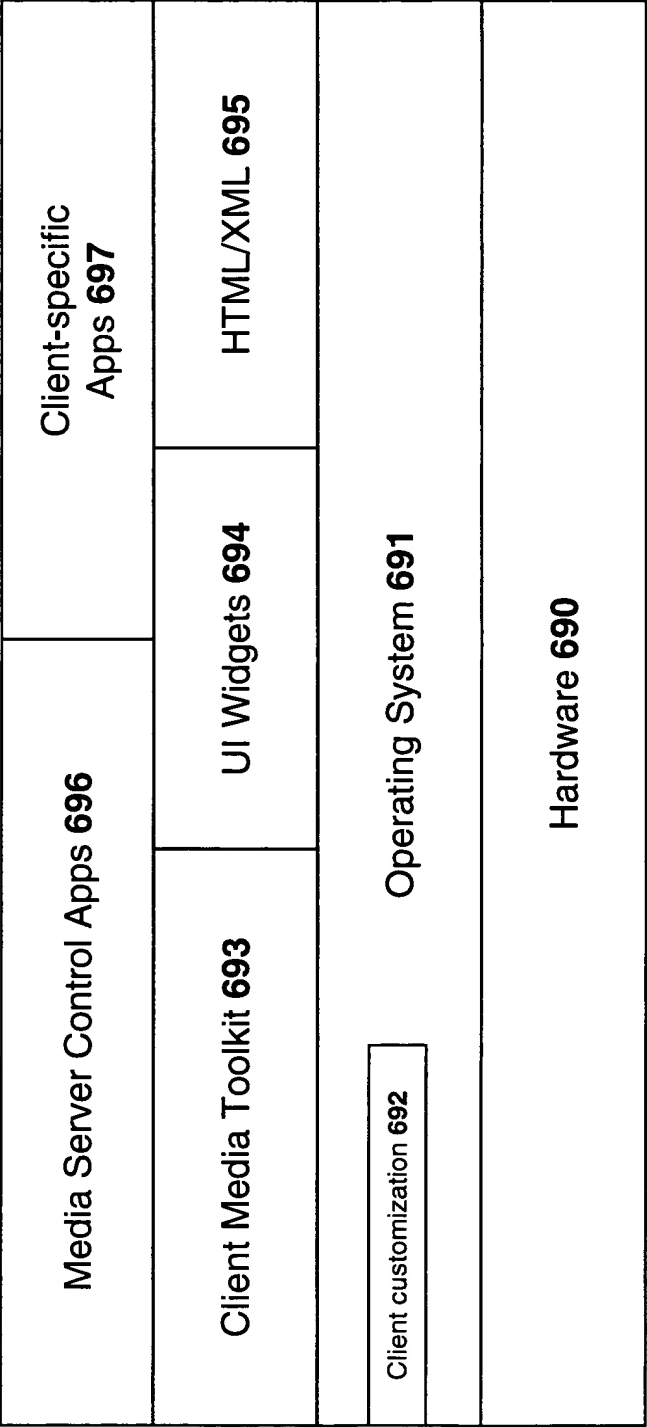 Media Server Control Apps 696
Client-specific
Apps 697
Client Media Toolkit 693
UI Widgets 694
HTML/XML 695
Client customization 692
Operating System 691
Hardware 690